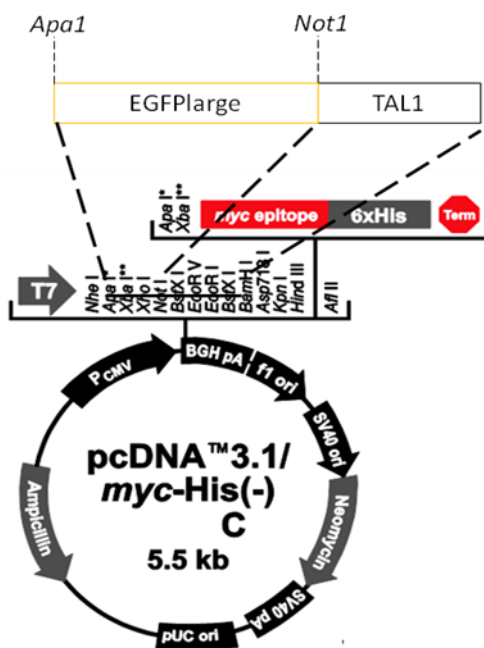 Apa1 Not1
EGFPlarge TAL1
Apa I*
Xba I**
myc epitope 6xHis Term
T7
Nhe I
Apa I*
Xba I**
Xho I
Not I
BstX I
EcoR V
EcoR I
BstX I
BamH I
Asp718 I
Kpn I
Hind III
Afl II
PCMV
BGH pA
f1 ori
SV40 ori
Neomycin
SV40 pA
pUC ori
Ampicillin
pcDNA™3.1/
myc-His(-)
C
5.5 kb